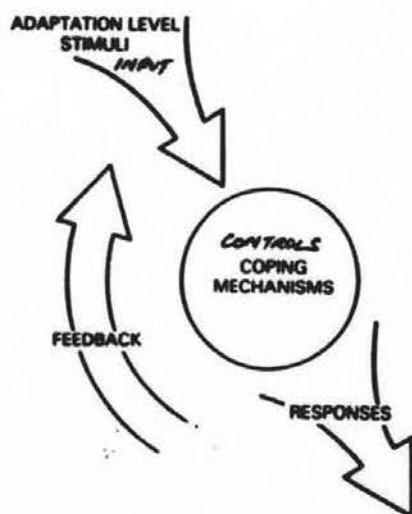 ADAPTATION LEVEL
STIMULI
INPUT
CONTROLS
COPING
MECHANISMS
FEEDBACK
RESPONSES